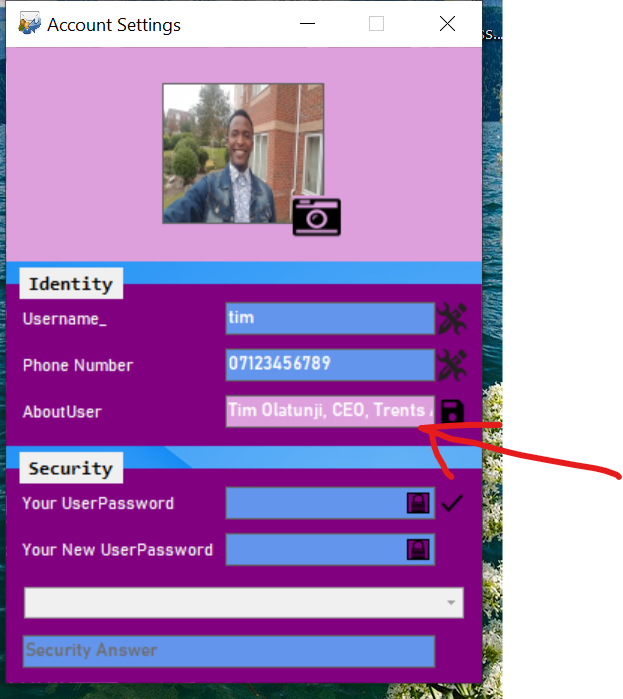 Account Settings
ss...
Identity
Username_ tim
Phone Number 07123456789
AboutUser Tim Olatunji, CEO, Trents
Security
Your UserPassword
Your New UserPassword
Security Answer